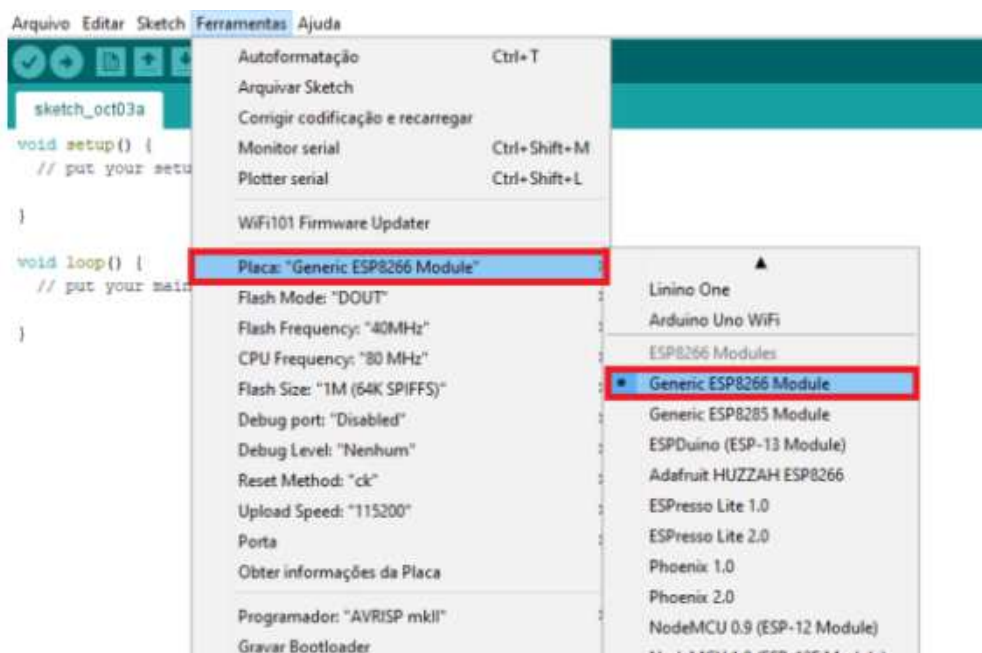 Arquivo Editar Sketch Ferramentas Ajuda
sketch_oct03a
void setup() {
// put your setu
}
void loop() {
// put your main
}
Autoformatação Ctrl+T
Arquivar Sketch
Corrigir codificação e recarregar
Monitor serial Ctrl+Shift+M
Plotter serial Ctrl+Shift+L
WiFi101 Firmware Updater
Placa: "Generic ESP8266 Module"
Flash Mode: "DOUT"
Flash Frequency: "40MHz"
CPU Frequency: "80 MHz"
Flash Size: "1M (64K SPIFFS)"
Debug port: "Disabled"
Debug Level: "Nenhum"
Reset Method: "ck"
Upload Speed: "115200"
Porta
Obter informações da Placa
Programador: "AVRISP mkII"
Gravar Bootloader
Linino One
Arduino Uno WiFi
ESP8266 Modules
Generic ESP8266 Module
Generic ESP8285 Module
ESPDuino (ESP-13 Module)
Adafruit HUZZAH ESP8266
ESPresso Lite 1.0
ESPresso Lite 2.0
Phoenix 1.0
Phoenix 2.0
NodeMCU 0.9 (ESP-12 Module)